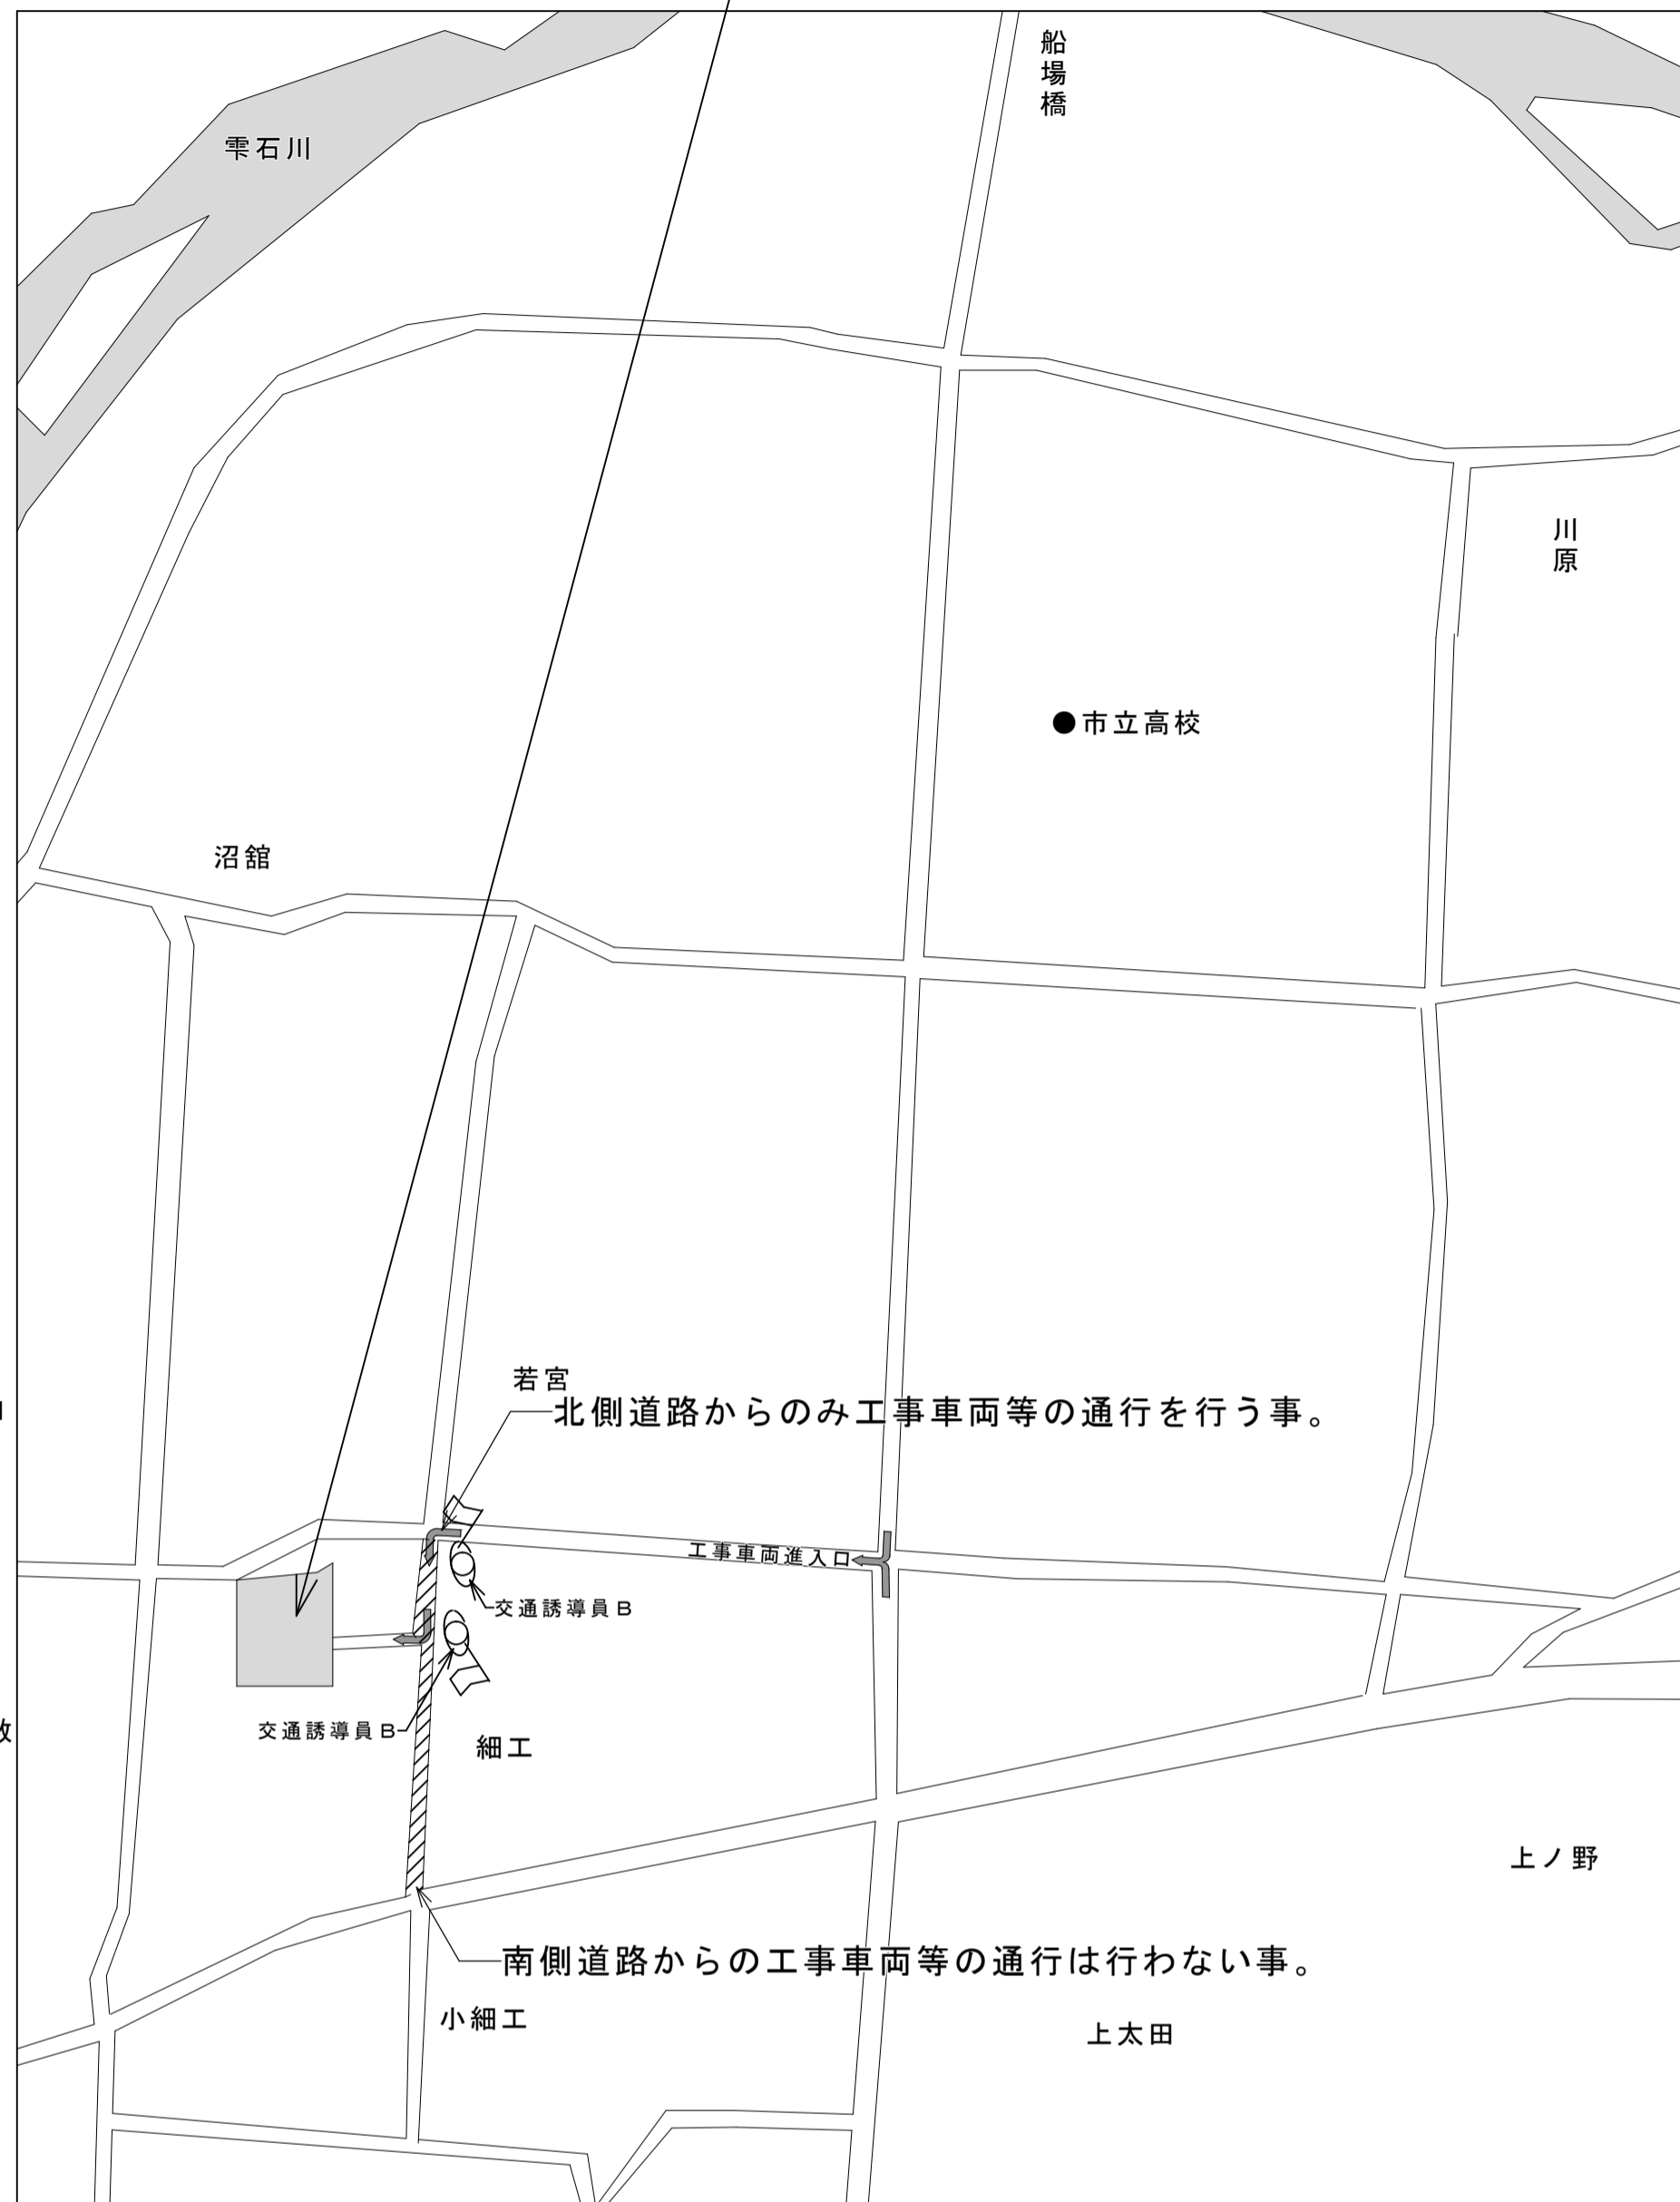 船場橋
雫石川
川原
●市立高校
沼舘
若宮
北側道路からのみ工事車両等の通行を行う事。
工事車両進入口
交通誘導員B
交通誘導員B
細工
上ノ野
南側道路からの工事車両等の通行は行わない事。
小細工
上太田